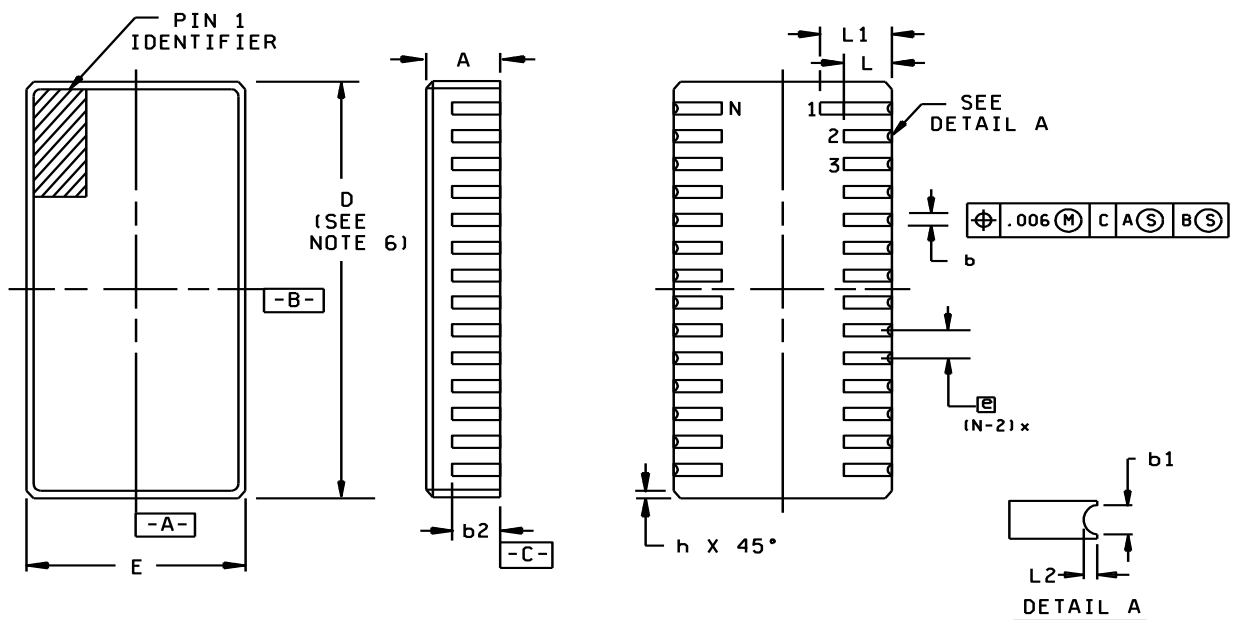 PIN 1
IDENTIFIER
A
L1
L
N
1
2
3
SEE
DETAIL A
D
(SEE
NOTE 6)
⌖ .006 Ⓜ C A Ⓢ B Ⓢ
b
-B-
e
(N-2) x
-A-
b2
-C-
E
h X 45°
b1
L2
DETAIL A